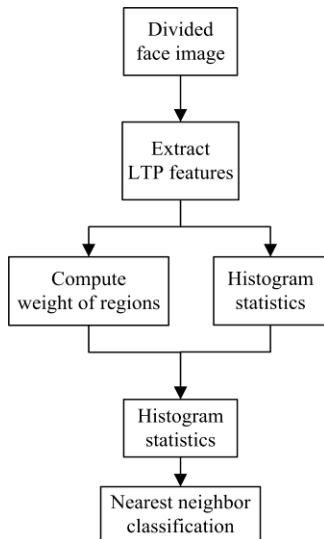 Divided
face image
Extract
LTP features
Compute
weight of regions
Histogram
statistics
Histogram
statistics
Nearest neighbor
classification